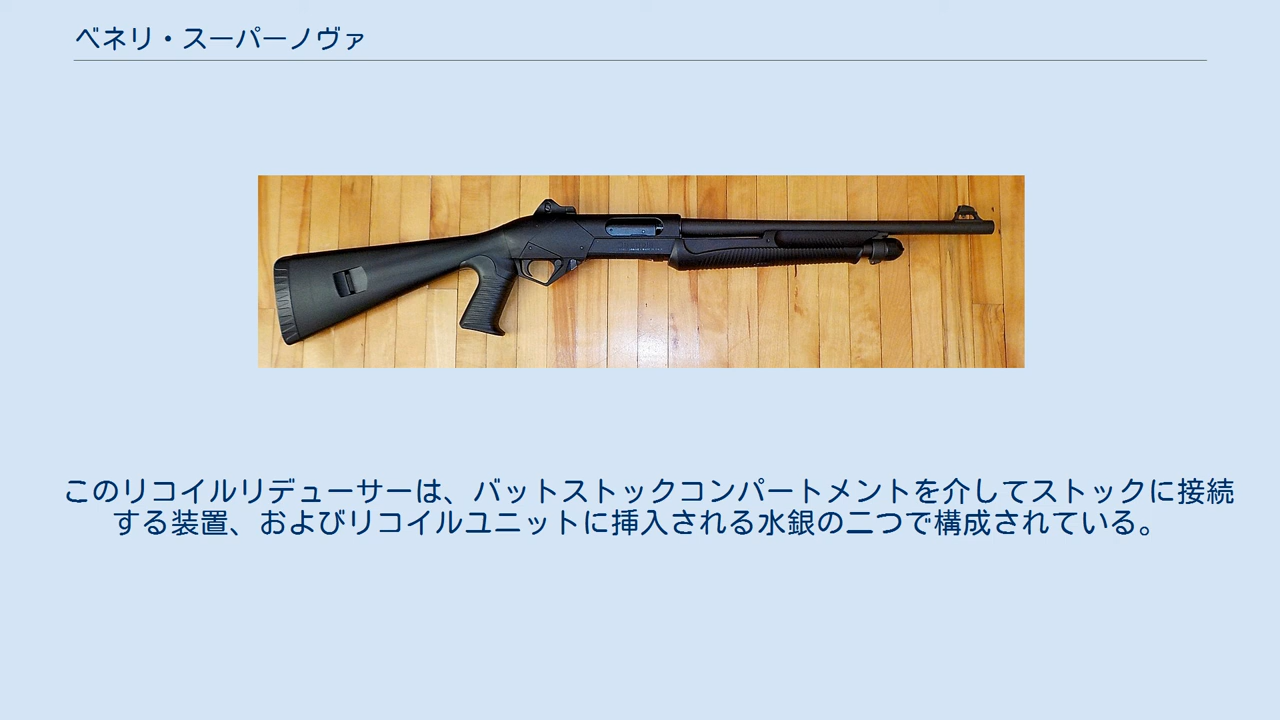 ベネリ・スーパーノヴァ
このリコイルリデューサーは、バットストックコンパートメントを介してストックに接続
する装置、およびリコイルユニットに挿入される水銀の二つで構成されている。